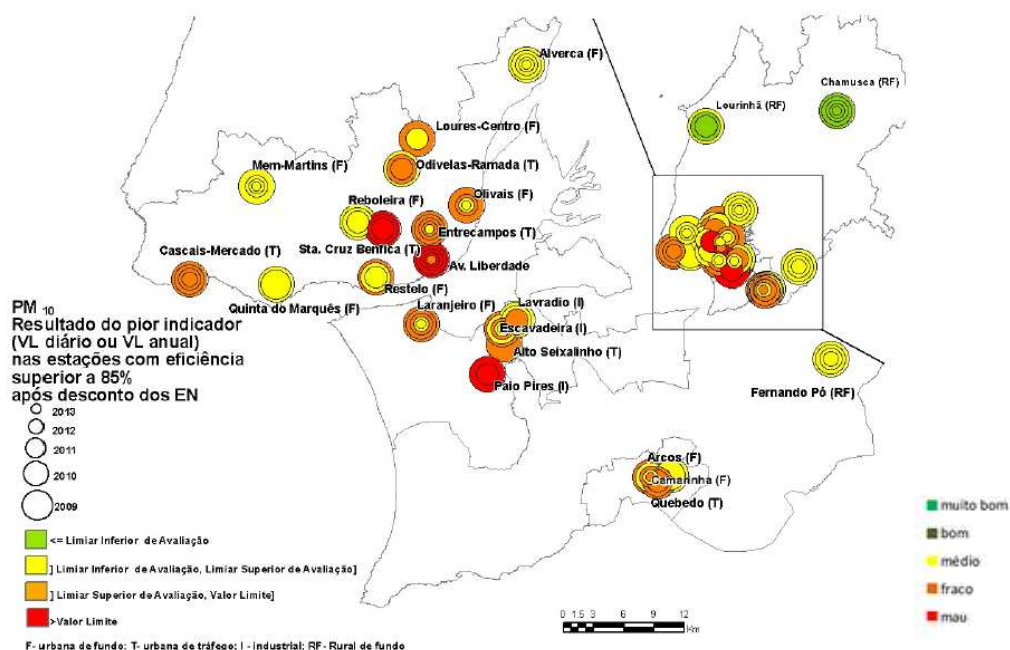 Alverca (F)
Chamusca (RF)
Lourinhã (RF)
Loures-Centro (F)
Mem-Martins (F)
Odivelas-Ramada (T)
Reboleira (F)
Olivais (F)
Entrecampos (T)
Sta. Cruz Benfica (T)
Cascais-Mercado (T)
Av. Liberdade
Restelo (F)
Quinta do Marquês (F)
Laranjeiro (F)
Lavradio (I)
Escavadeira (I)
Alto Seixalinho (T)
Paio Pires (I)
Fernando Pó (RF)
Arcos (F)
Camarinha (F)
Quebedo (T)
PM 10
Resultado do pior indicador
(VL diário ou VL anual)
nas estações com eficiência
superior a 85%
após desconto dos EN
2013
2012
2011
2010
2009
<= Limiar Inferior de Avaliação
] Limiar Inferior de Avaliação, Limiar Superior de Avaliação]
] Limiar Superior de Avaliação, Valor Limite]
>Valor Limite
F- urbana de fundo; T- urbana de tráfego; I - industrial; RF- Rural de fundo
0 1,5 3 6 9 12
Km
muito bom
bom
médio
fraco
mau